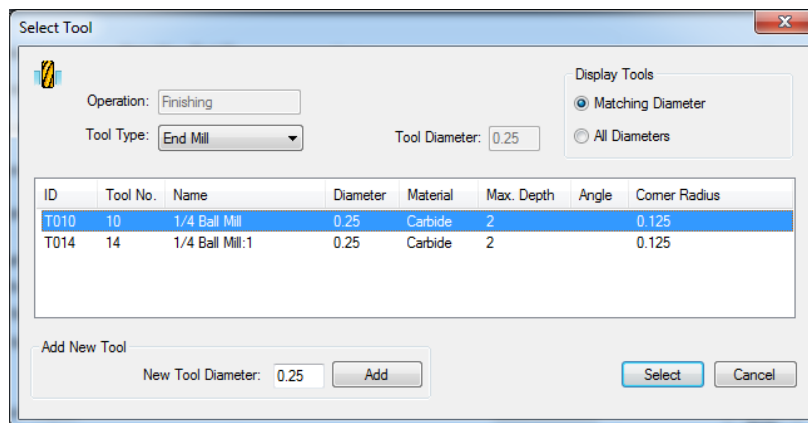 Select Tool
Operation: Finishing
Tool Type: End Mill
Tool Diameter: 0.25
Display Tools
Matching Diameter
All Diameters
ID Tool No. Name Diameter Material Max. Depth Angle Corner Radius
T010 10 1/4 Ball Mill 0.25 Carbide 2 0.125
T014 14 1/4 Ball Mill:1 0.25 Carbide 2 0.125
Add New Tool
New Tool Diameter: 0.25 Add
Select Cancel